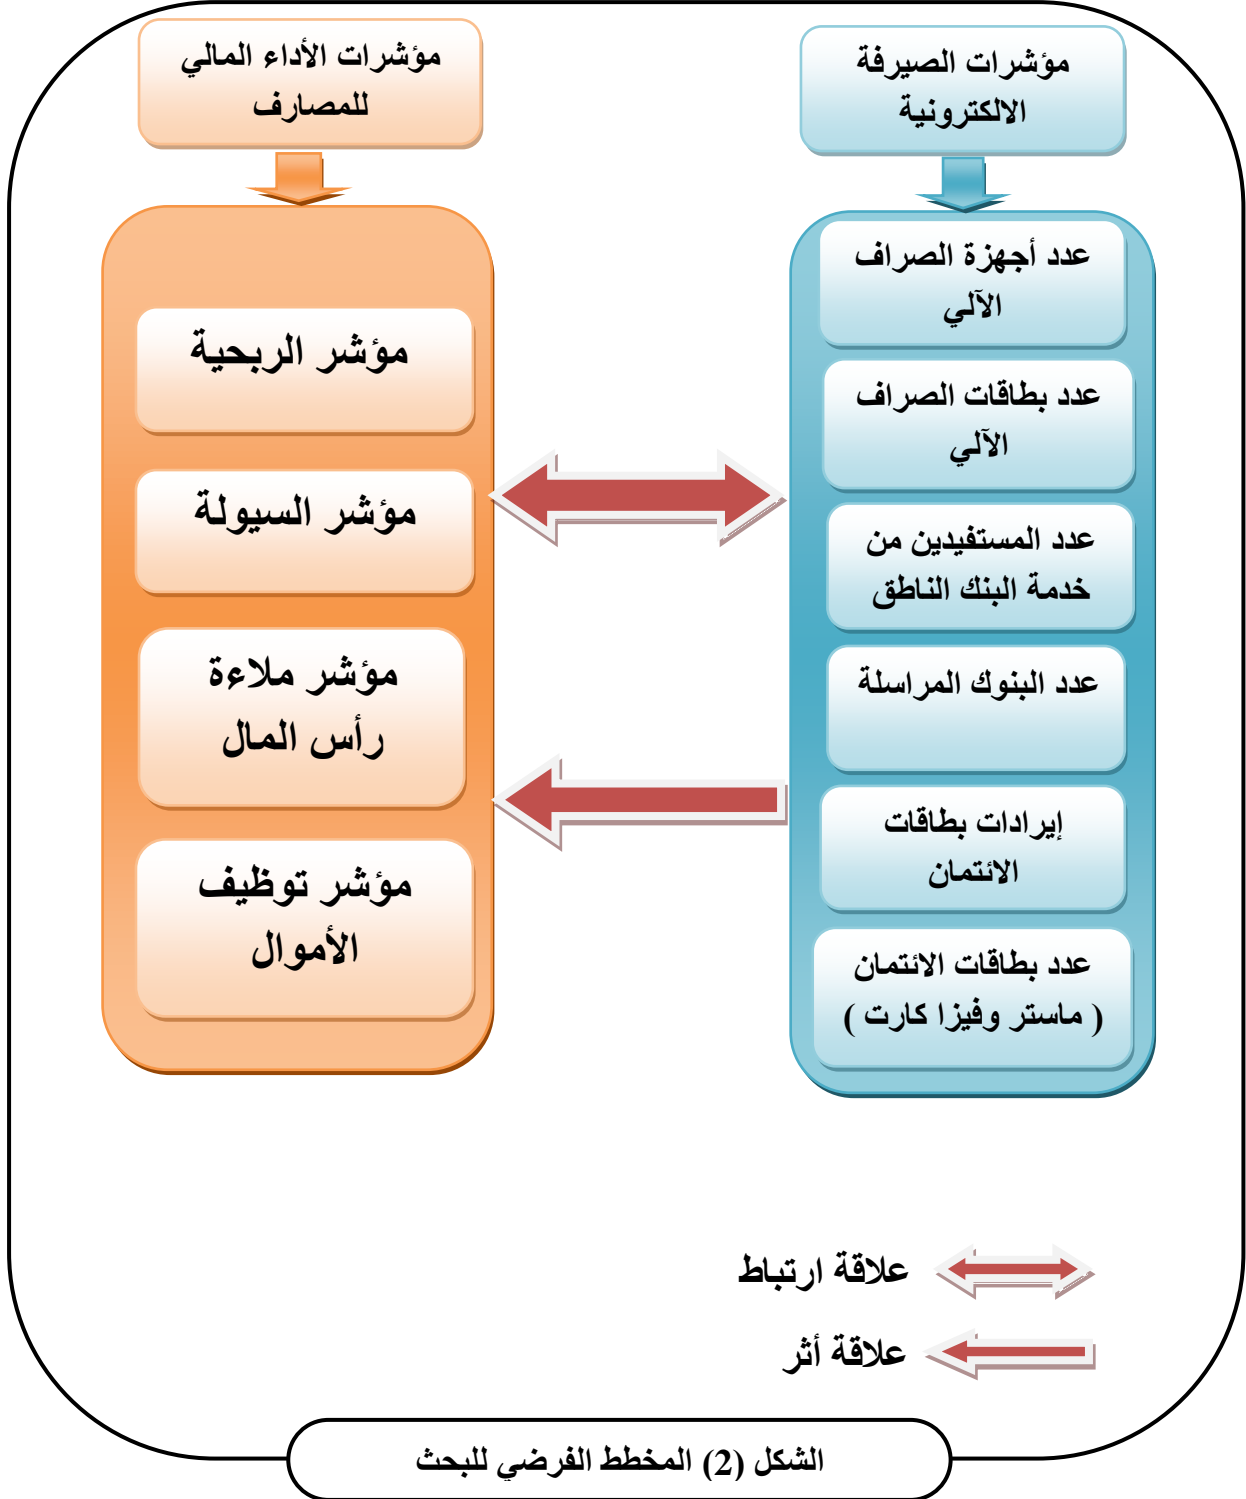 مؤشرات الصيرفة
الالكترونية
عدد أجهزة الصراف
الآلي
عدد بطاقات الصراف
الآلي
عدد المستفيدين من
خدمة البنك الناطق
عدد البنوك المراسلة
إيرادات بطاقات
الائتمان
عدد بطاقات الائتمان
( ماستر وفيزا كارت )
مؤشرات الأداء المالي
للمصارف
مؤشر الربحية
مؤشر السيولة
مؤشر ملاءة
رأس المال
مؤشر توظيف
الأموال
علاقة ارتباط
علاقة أثر
الشكل (2) المخطط الفرضي للبحث